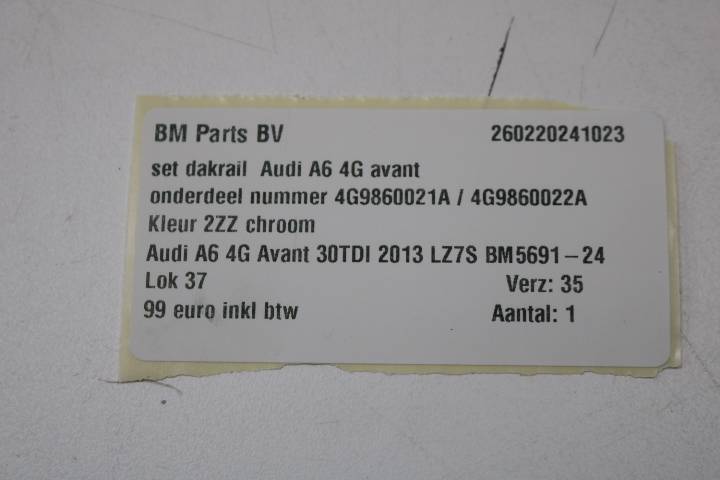 BM Parts BV 260220241023
set dakrail Audi A6 4G avant
onderdeel nummer 4G9860021A / 4G9860022A
Kleur 2ZZ chroom
Audi A6 4G Avant 30TDI 2013 LZ7S BM5691-24
Lok 37 Verz: 35
99 euro inkl btw Aantal: 1